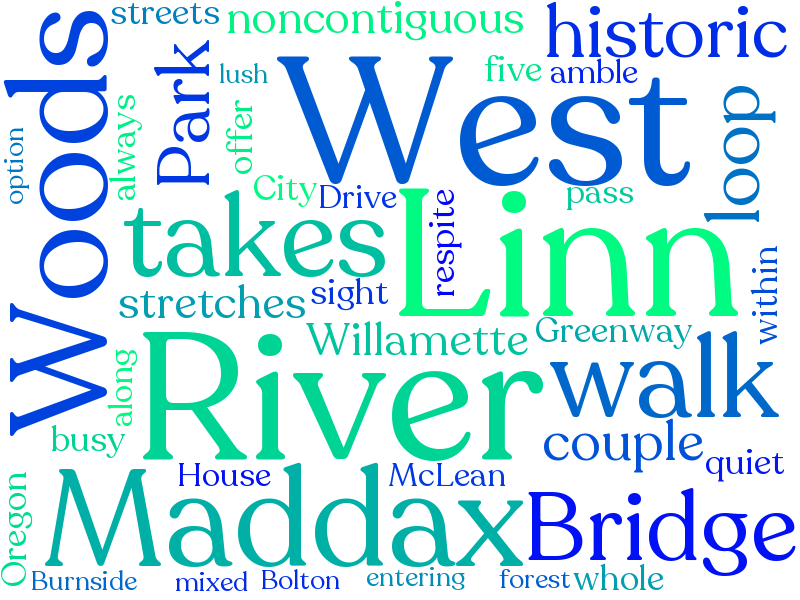 streets
noncontiguous
historic
Woods
Park
lush
West
five
amble
option
always
offer
loop
City
Drive
pass
takes
Linn
respite
stretches
sight
within
Willamette
Greenway
River
walk
along
busy
couple
quiet
Oregon
House
McLean
Maddax
Bridge
Burnside
mixed
Bolton
entering
forest
whole